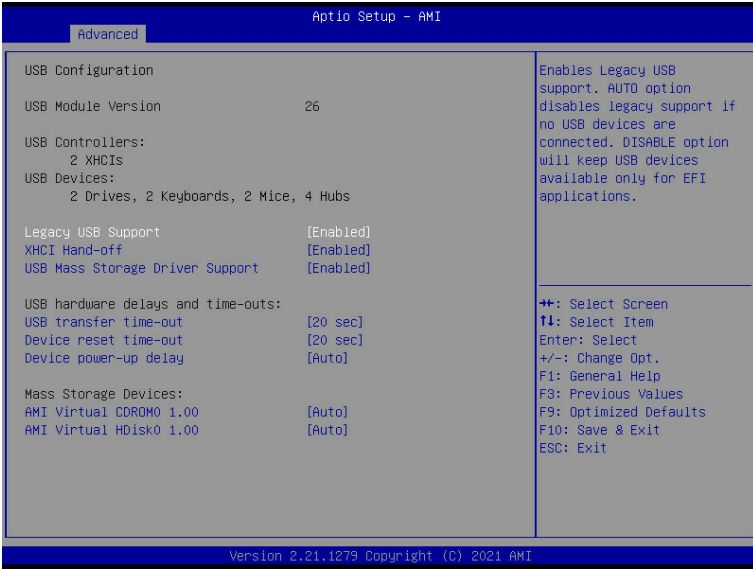 Aptio Setup – AMI
Advanced
USB Configuration
USB Module Version 26
USB Controllers:
2 XHCIs
USB Devices:
2 Drives, 2 Keyboards, 2 Mice, 4 Hubs
Legacy USB Support [Enabled]
XHCI Hand-off [Enabled]
USB Mass Storage Driver Support [Enabled]
USB hardware delays and time-outs:
USB transfer time-out [20 sec]
Device reset time-out [20 sec]
Device power-up delay [Auto]
Mass Storage Devices:
AMI Virtual CDROM0 1.00 [Auto]
AMI Virtual HDisk0 1.00 [Auto]
Enables Legacy USB
support. AUTO option
disables legacy support if
no USB devices are
connected. DISABLE option
will keep USB devices
available only for EFI
applications.
→←: Select Screen
↑↓: Select Item
Enter: Select
+/-: Change Opt.
F1: General Help
F3: Previous Values
F9: Optimized Defaults
F10: Save & Exit
ESC: Exit
Version 2.21.1279 Copyright (C) 2021 AMI